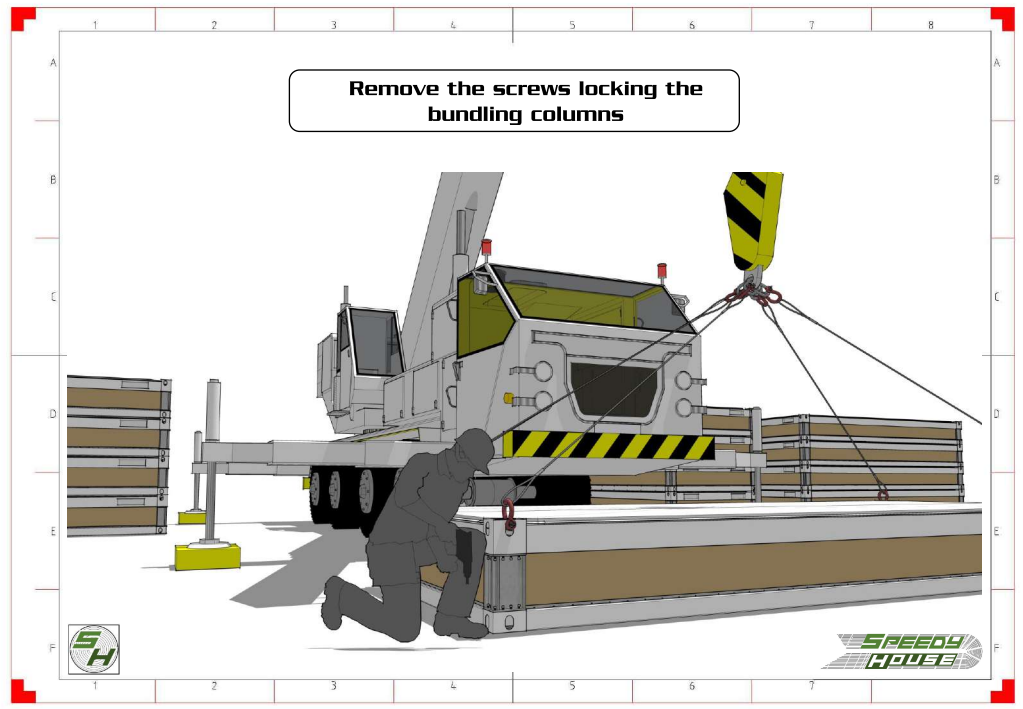 1 2 3 4 5 6 7 8
A A
Remove the screws locking the
bundling columns
B B
C C
D D
E E
F F
SH
SPEEDY
HOUSE
1 2 3 4 5 6 7